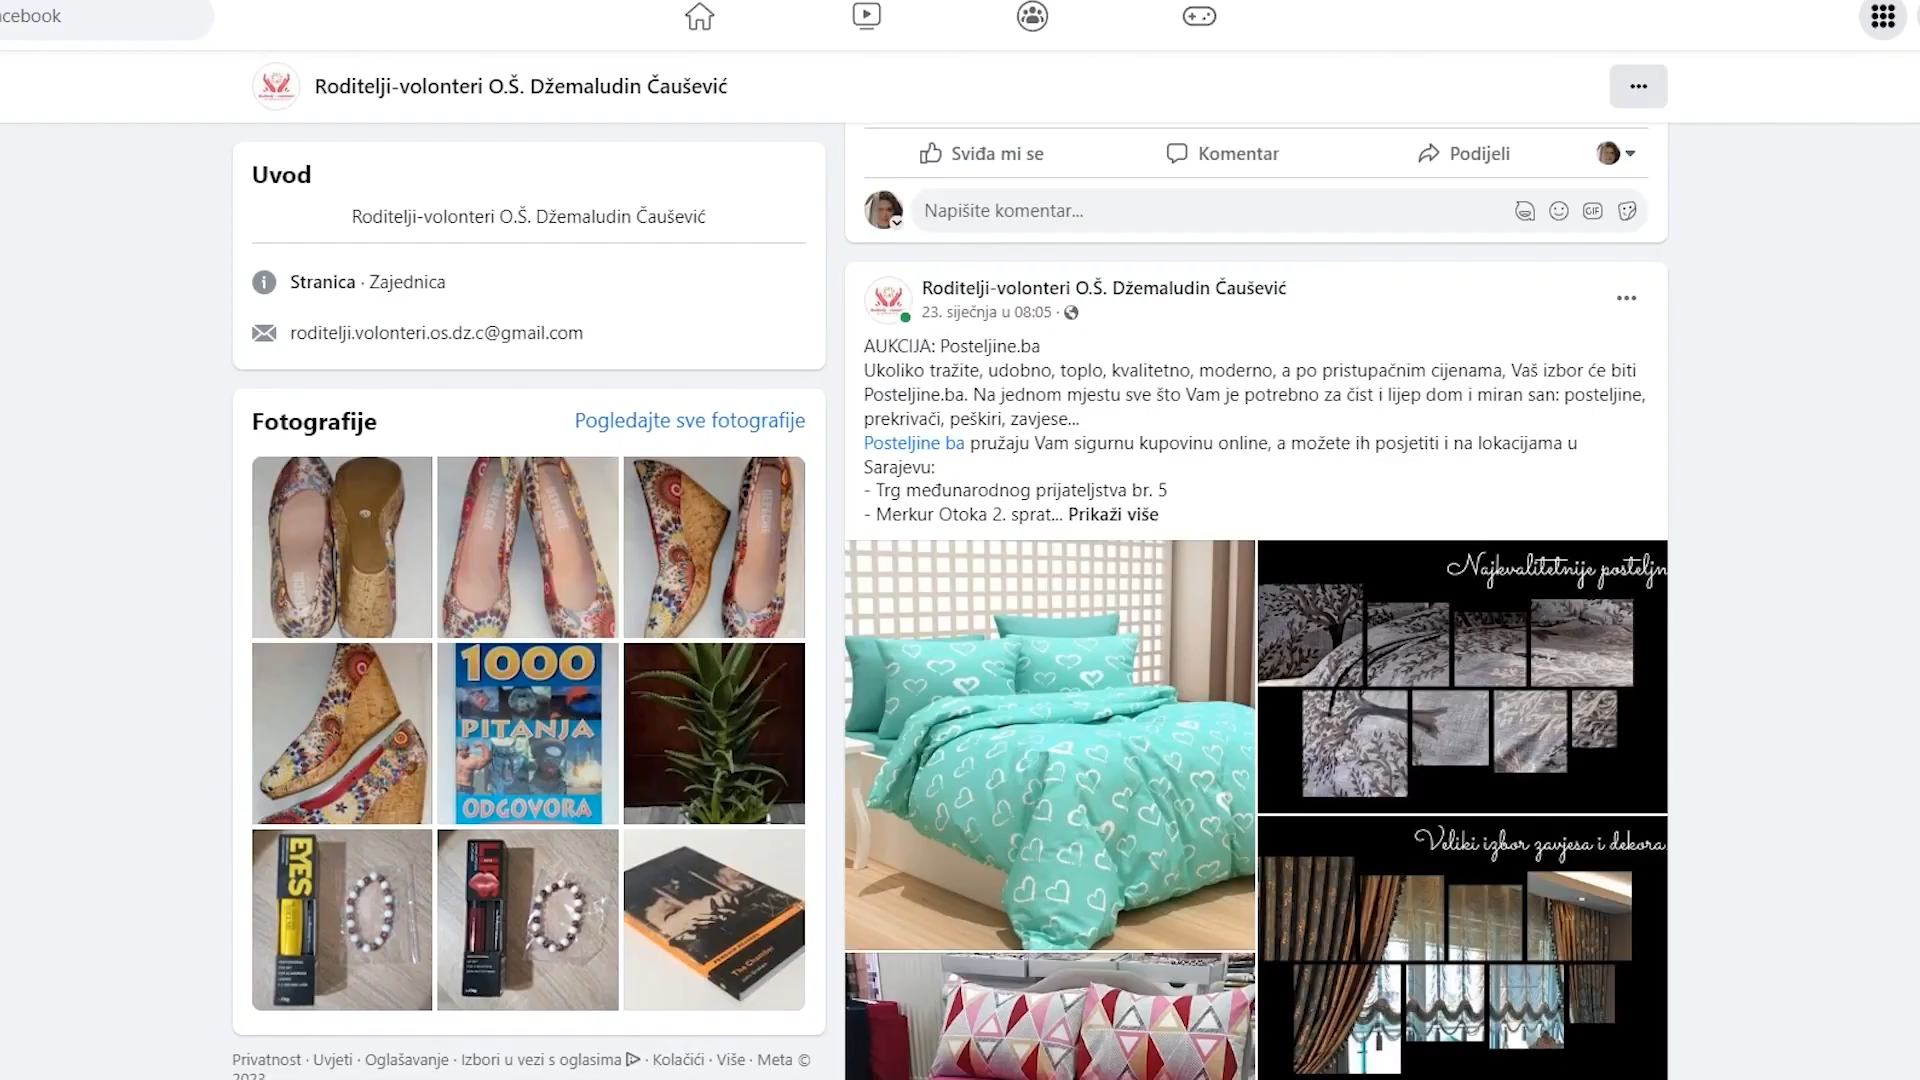 cebook
Roditelji-volonteri O.Š. Džemaludin Čaušević
Uvod
Roditelji-volonteri O.Š. Džemaludin Čaušević
Stranica · Zajednica
roditelji.volonteri.os.dz.c@gmail.com
Fotografije
Pogledajte sve fotografije
1000
PITANJA
ODGOVORA
EYES
The Chamber
Privatnost · Uvjeti · Oglašavanje · Izbori u vezi s oglasima · Kolačići · Više · Meta ©
2023
Sviđa mi se
Komentar
Podijeli
Napišite komentar...
GIF
Roditelji-volonteri O.Š. Džemaludin Čaušević
23. siječnja u 08:05 ·
AUKCIJA: Posteljine.ba
Ukoliko tražite, udobno, toplo, kvalitetno, moderno, a po pristupačnim cijenama, Vaš izbor će biti
Posteljine.ba. Na jednom mjestu sve što Vam je potrebno za čist i lijep dom i miran san: posteljine,
prekrivači, peškiri, zavjese...
Posteljine ba pružaju Vam sigurnu kupovinu online, a možete ih posjetiti i na lokacijama u
Sarajevu:
- Trg međunarodnog prijateljstva br. 5
- Merkur Otoka 2. sprat... Prikaži više
Najkvalitetnije posteljn
Veliki izbor zavjesa i dekora